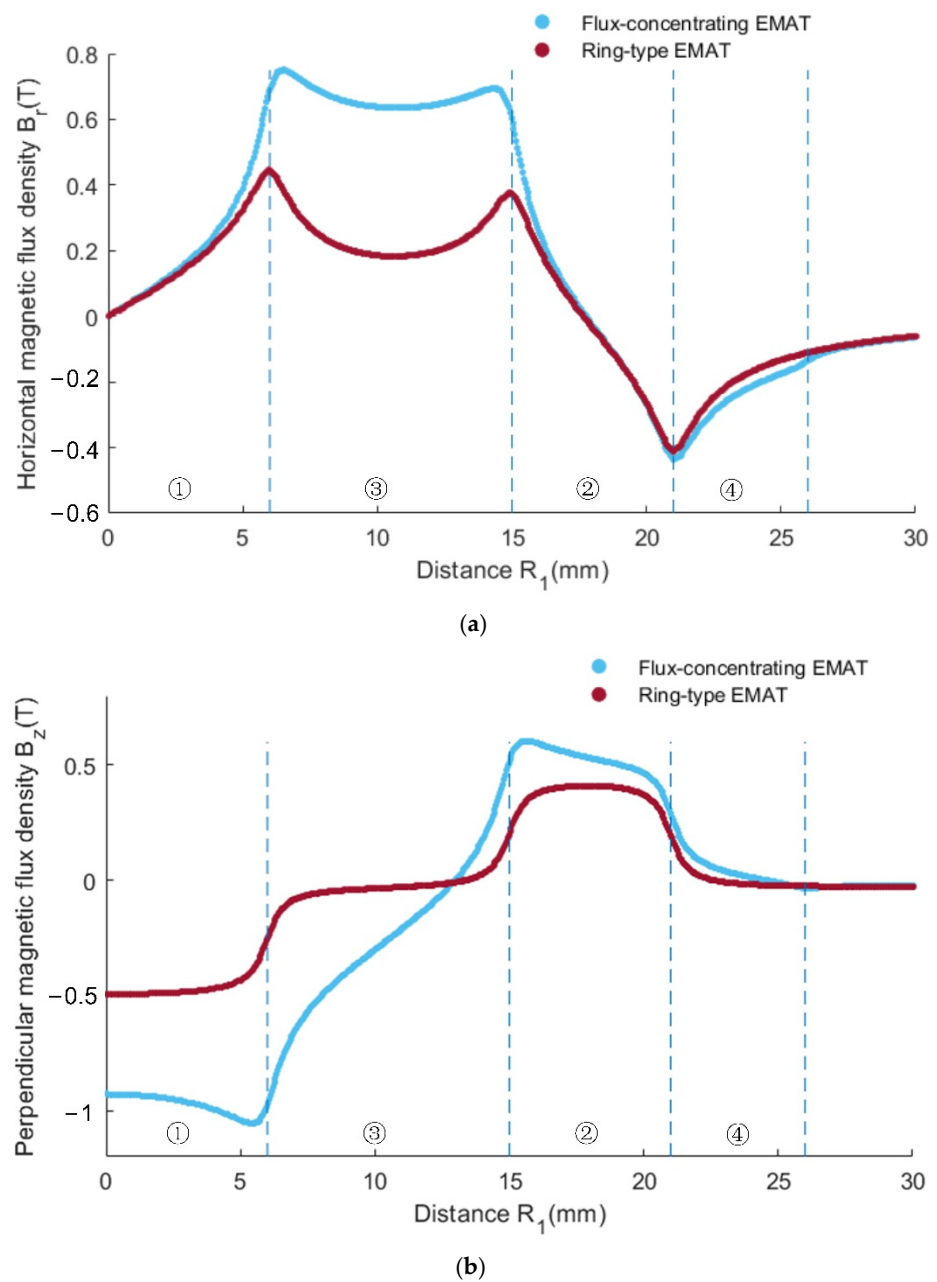 Flux-concentrating EMAT
Ring-type EMAT
Horizontal magnetic flux density B_r(T)
0.8
0.6
0.4
0.2
0
−0.2
−0.4
−0.6
① ③ ② ④
0 5 10 15 20 25 30
Distance R_1(mm)
(a)
Flux-concentrating EMAT
Ring-type EMAT
Perpendicular magnetic flux density B_z(T)
0.5
0
−0.5
−1
① ③ ② ④
0 5 10 15 20 25 30
Distance R_1(mm)
(b)